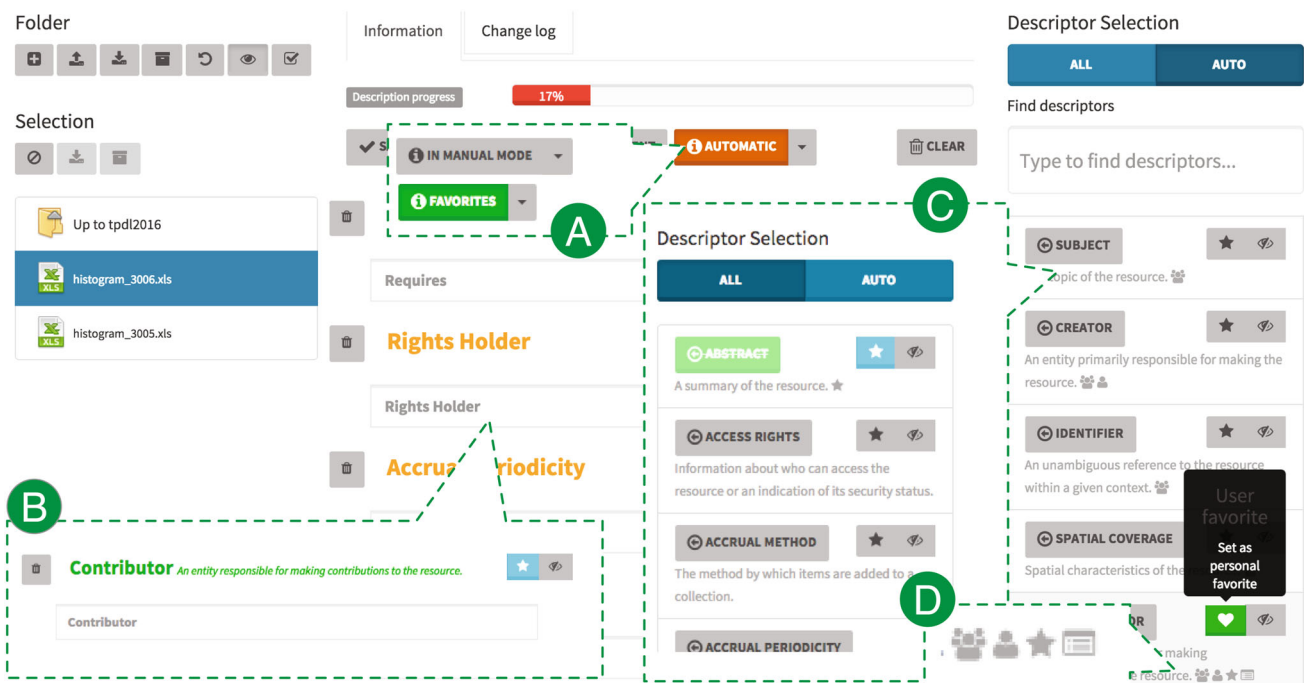 Folder
Selection
Up to tpdl2016
XLS
histogram_3006.xls
XLS
histogram_3005.xls
Information
Change log
Description progress
17%
S
IN MANUAL MODE
FAVORITES
A
AUTOMATIC
CLEAR
Requires
Rights Holder
Rights Holder
Accrua riodicity
B
Contributor An entity responsible for making contributions to the resource.
Contributor
C
Descriptor Selection
ALL
AUTO
ABSTRACT
A summary of the resource.
ACCESS RIGHTS
Information about who can access the
resource or an indication of its security status.
ACCRUAL METHOD
The method by which items are added to a
collection.
ACCRUAL PERIODICITY
D
Descriptor Selection
ALL
AUTO
Find descriptors
Type to find descriptors...
SUBJECT
topic of the resource.
CREATOR
An entity primarily responsible for making the
resource.
IDENTIFIER
An unambiguous reference to the resource
within a given context.
SPATIAL COVERAGE
Spatial characteristics of the
User
favorite
Set as
personal
favorite
OR
making
e resource.